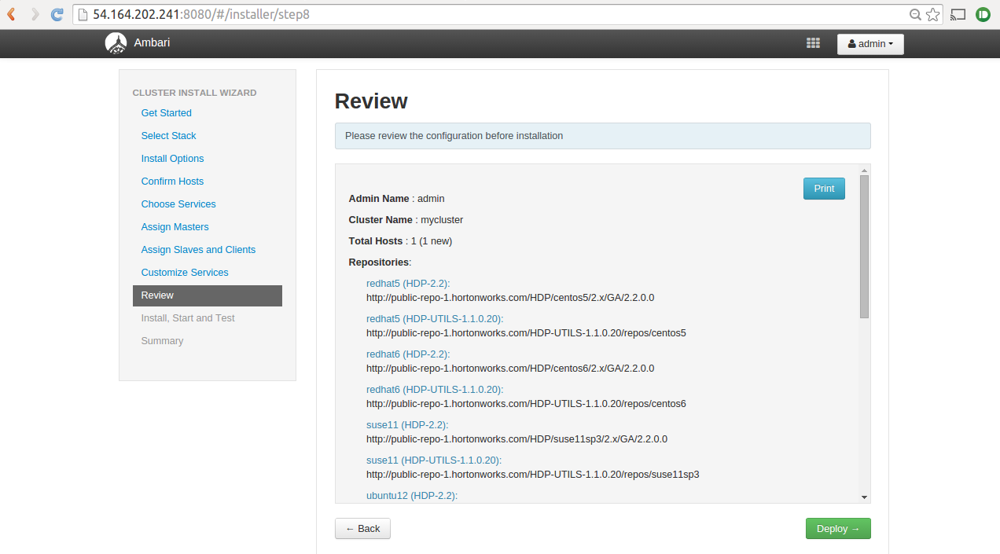 54.164.202.241:8080/#/installer/step8
Ambari
admin
CLUSTER INSTALL WIZARD
Get Started
Select Stack
Install Options
Confirm Hosts
Choose Services
Assign Masters
Assign Slaves and Clients
Customize Services
Review
Install, Start and Test
Summary
Review
Please review the configuration before installation
Print
Admin Name : admin
Cluster Name : mycluster
Total Hosts : 1 (1 new)
Repositories:
redhat5 (HDP-2.2):
http://public-repo-1.hortonworks.com/HDP/centos5/2.x/GA/2.2.0.0
redhat5 (HDP-UTILS-1.1.0.20):
http://public-repo-1.hortonworks.com/HDP-UTILS-1.1.0.20/repos/centos5
redhat6 (HDP-2.2):
http://public-repo-1.hortonworks.com/HDP/centos6/2.x/GA/2.2.0.0
redhat6 (HDP-UTILS-1.1.0.20):
http://public-repo-1.hortonworks.com/HDP-UTILS-1.1.0.20/repos/centos6
suse11 (HDP-2.2):
http://public-repo-1.hortonworks.com/HDP/suse11sp3/2.x/GA/2.2.0.0
suse11 (HDP-UTILS-1.1.0.20):
http://public-repo-1.hortonworks.com/HDP-UTILS-1.1.0.20/repos/suse11sp3
ubuntu12 (HDP-2.2):
← Back
Deploy →